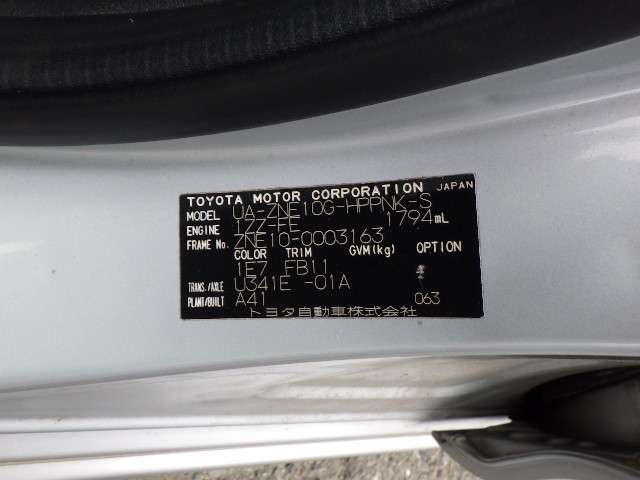 TOYOTA MOTOR CORPORATION JAPAN
MODEL UA-ZNE10G-HPPNK-S
ENGINE 1ZZ-FE 1794mL
FRAME No. ZNE10-0003163
COLOR TRIM GVM(kg) OPTION
1E7 FB11
TRANS./AXLE U341E -01A
PLANT/BUILT A41 063
トヨタ自動車株式会社